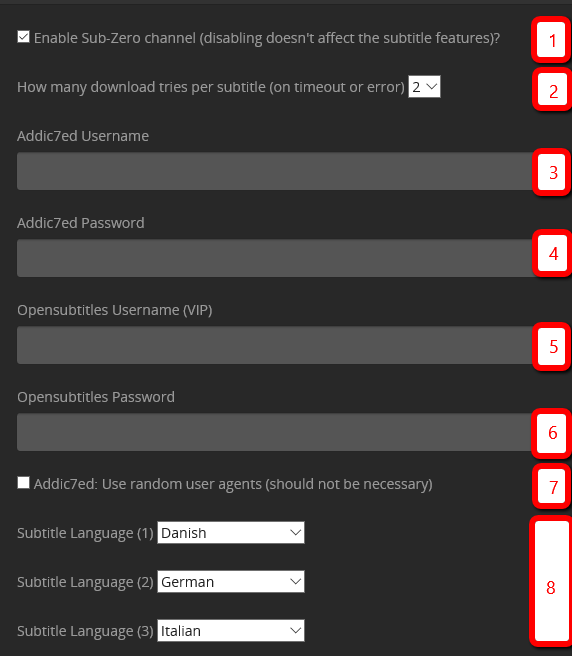 Enable Sub-Zero channel (disabling doesn't affect the subtitle features)? 1
How many download tries per subtitle (on timeout or error) 2 2
Addic7ed Username
3
Addic7ed Password
4
Opensubtitles Username (VIP)
5
Opensubtitles Password
6
Addic7ed: Use random user agents (should not be necessary) 7
Subtitle Language (1) Danish
Subtitle Language (2) German 8
Subtitle Language (3) Italian